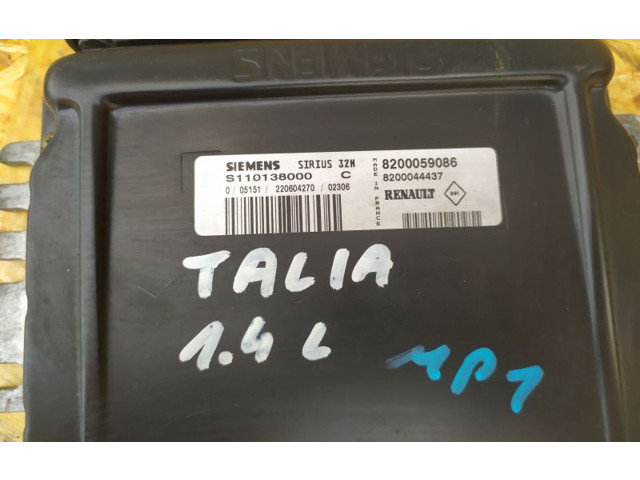 SIEMENS
SIEMENS SIRIUS 32N
S110138000 C
0 / 05151 / 220604270 / 02306
MADE IN FRANCE
8200059086
8200044437
RENAULT
TALIA
1.4 L
MP1